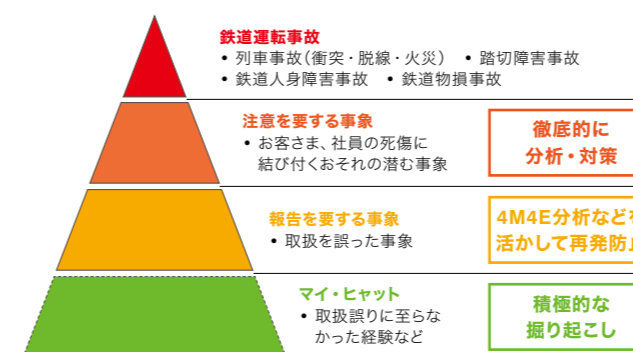 鉄道運転事故
• 列車事故(衝突・脱線・火災) • 踏切障害事故
• 鉄道人身障害事故 • 鉄道物損事故
注意を要する事象
• お客さま、社員の死傷に
結び付くおそれの潜む事象
徹底的に
分析・対策
報告を要する事象
• 取扱を誤った事象
4M4E分析などを
活かして再発防止
マイ・ヒャット
• 取扱誤りに至らな
かった経験など
積極的な
掘り起こし